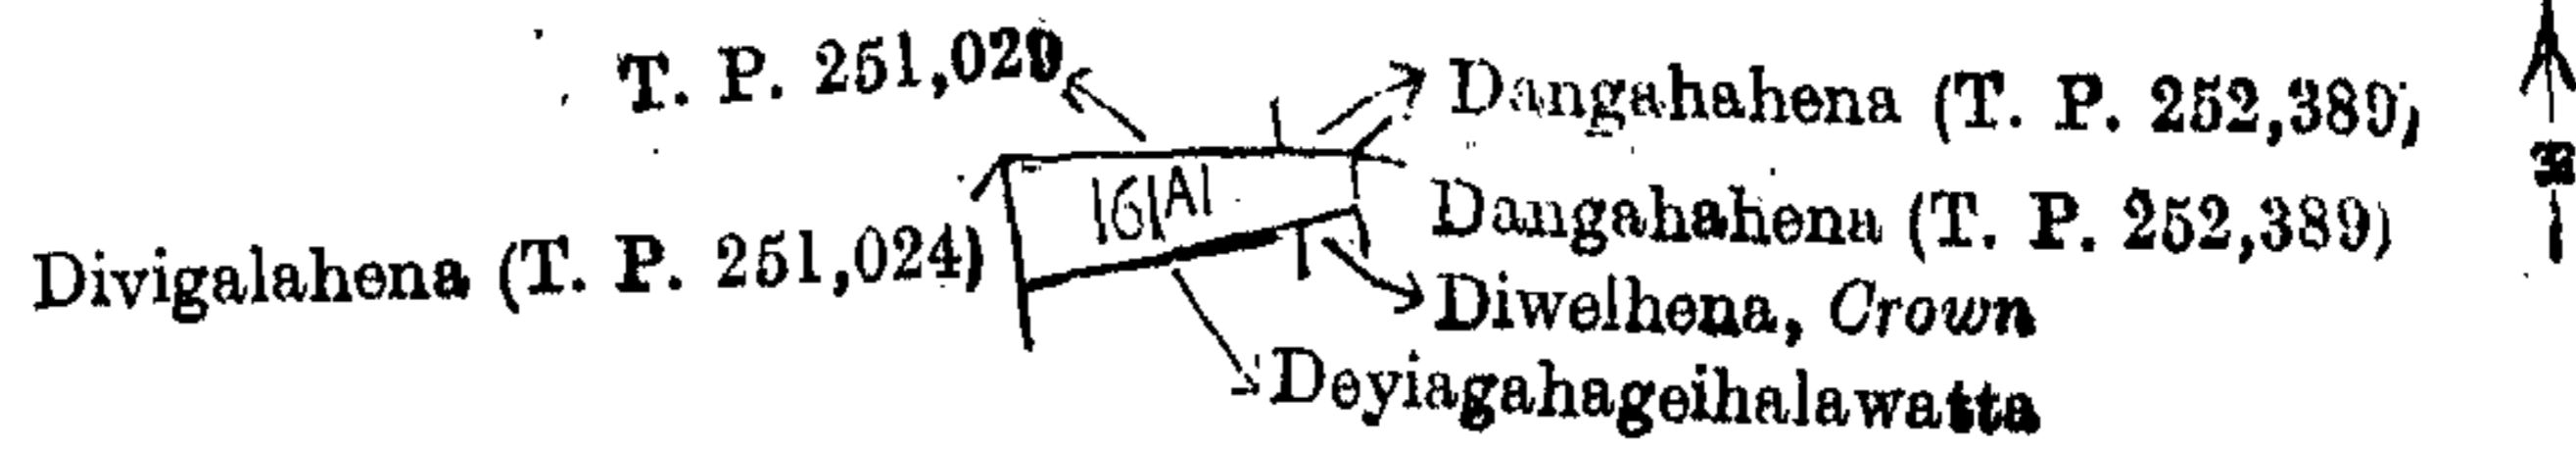 T. P. 251,029
Dangahahena (T. P. 252,389)
161A1
Dangahahena (T. P. 252,389)
Divigalahena (T. P. 251,024)
Diwelhena, Crown
Deyiagahageihalawatta